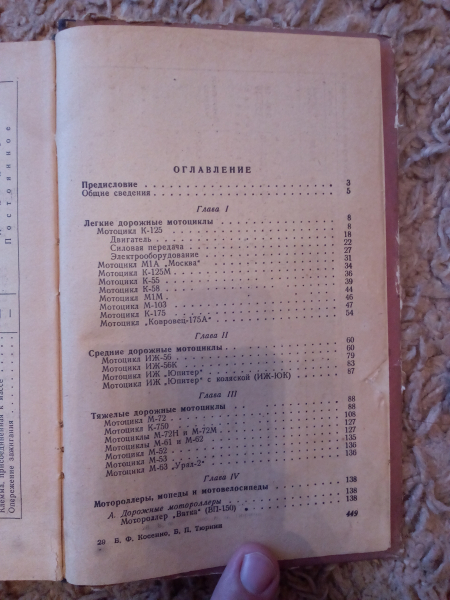 Постоянное
Клемма, присоединенная к массе
Опережение зажигания
ОГЛАВЛЕНИЕ
Предисловие . . . 3
Общие сведения . . . 5
Глава I
Легкие дорожные мотоциклы . . . 8
Мотоцикл К-125 . . . 8
Двигатель . . . 18
Силовая передача . . . 22
Электрооборудование . . . 27
Мотоцикл М1А „Москва“ . . . 31
Мотоцикл К-125М . . . 34
Мотоцикл К-55 . . . 36
Мотоцикл К-58 . . . 39
Мотоцикл М1М . . . 44
Мотоцикл М-103 . . . 46
Мотоцикл К-175 . . . 47
Мотоцикл „Ковровец-175А“ . . . 54
Глава II
Средние дорожные мотоциклы . . . 60
Мотоцикл ИЖ-56 . . . 60
Мотоцикл ИЖ-56К . . . 79
Мотоцикл ИЖ „Юпитер“ . . . 83
Мотоцикл ИЖ „Юпитер“ с коляской (ИЖ-ЮК) . . . 87
Глава III
Тяжелые дорожные мотоциклы . . . 88
Мотоцикл М-72 . . . 88
Мотоцикл К-750 . . . 108
Мотоциклы М-72Н и М-72М . . . 127
Мотоциклы М-61 и М-62 . . . 127
Мотоцикл М-52 . . . 135
Мотоцикл М-53 . . . 136
Мотоцикл М-63 „Урал-2“ . . . 136
Глава IV
Мотороллеры, мопеды и мотовелосипеды . . . 138
А. Дорожные мотороллеры . . . 138
Мотороллер „Вятка“ (ВП-150) . . . 138
29 В. Ф. Косенко, Б. П. Тюркин 449